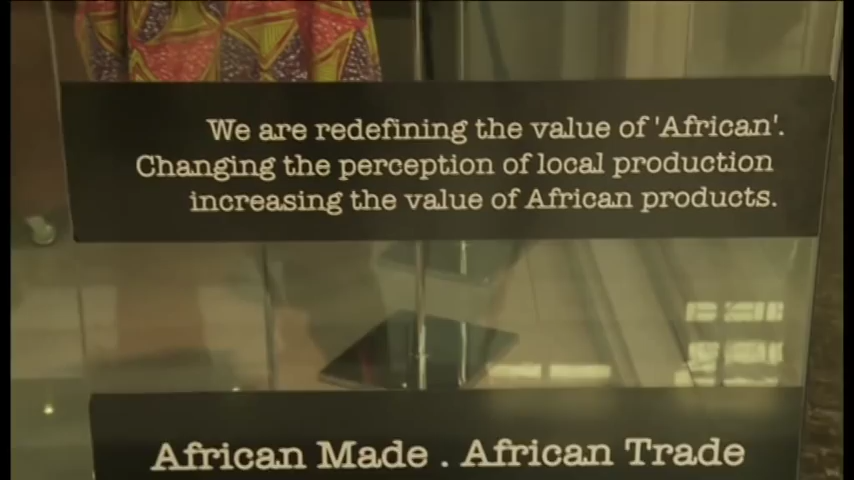 We are redefining the value of 'African'.
Changing the perception of local production
increasing the value of African products.
African Made . African Trade